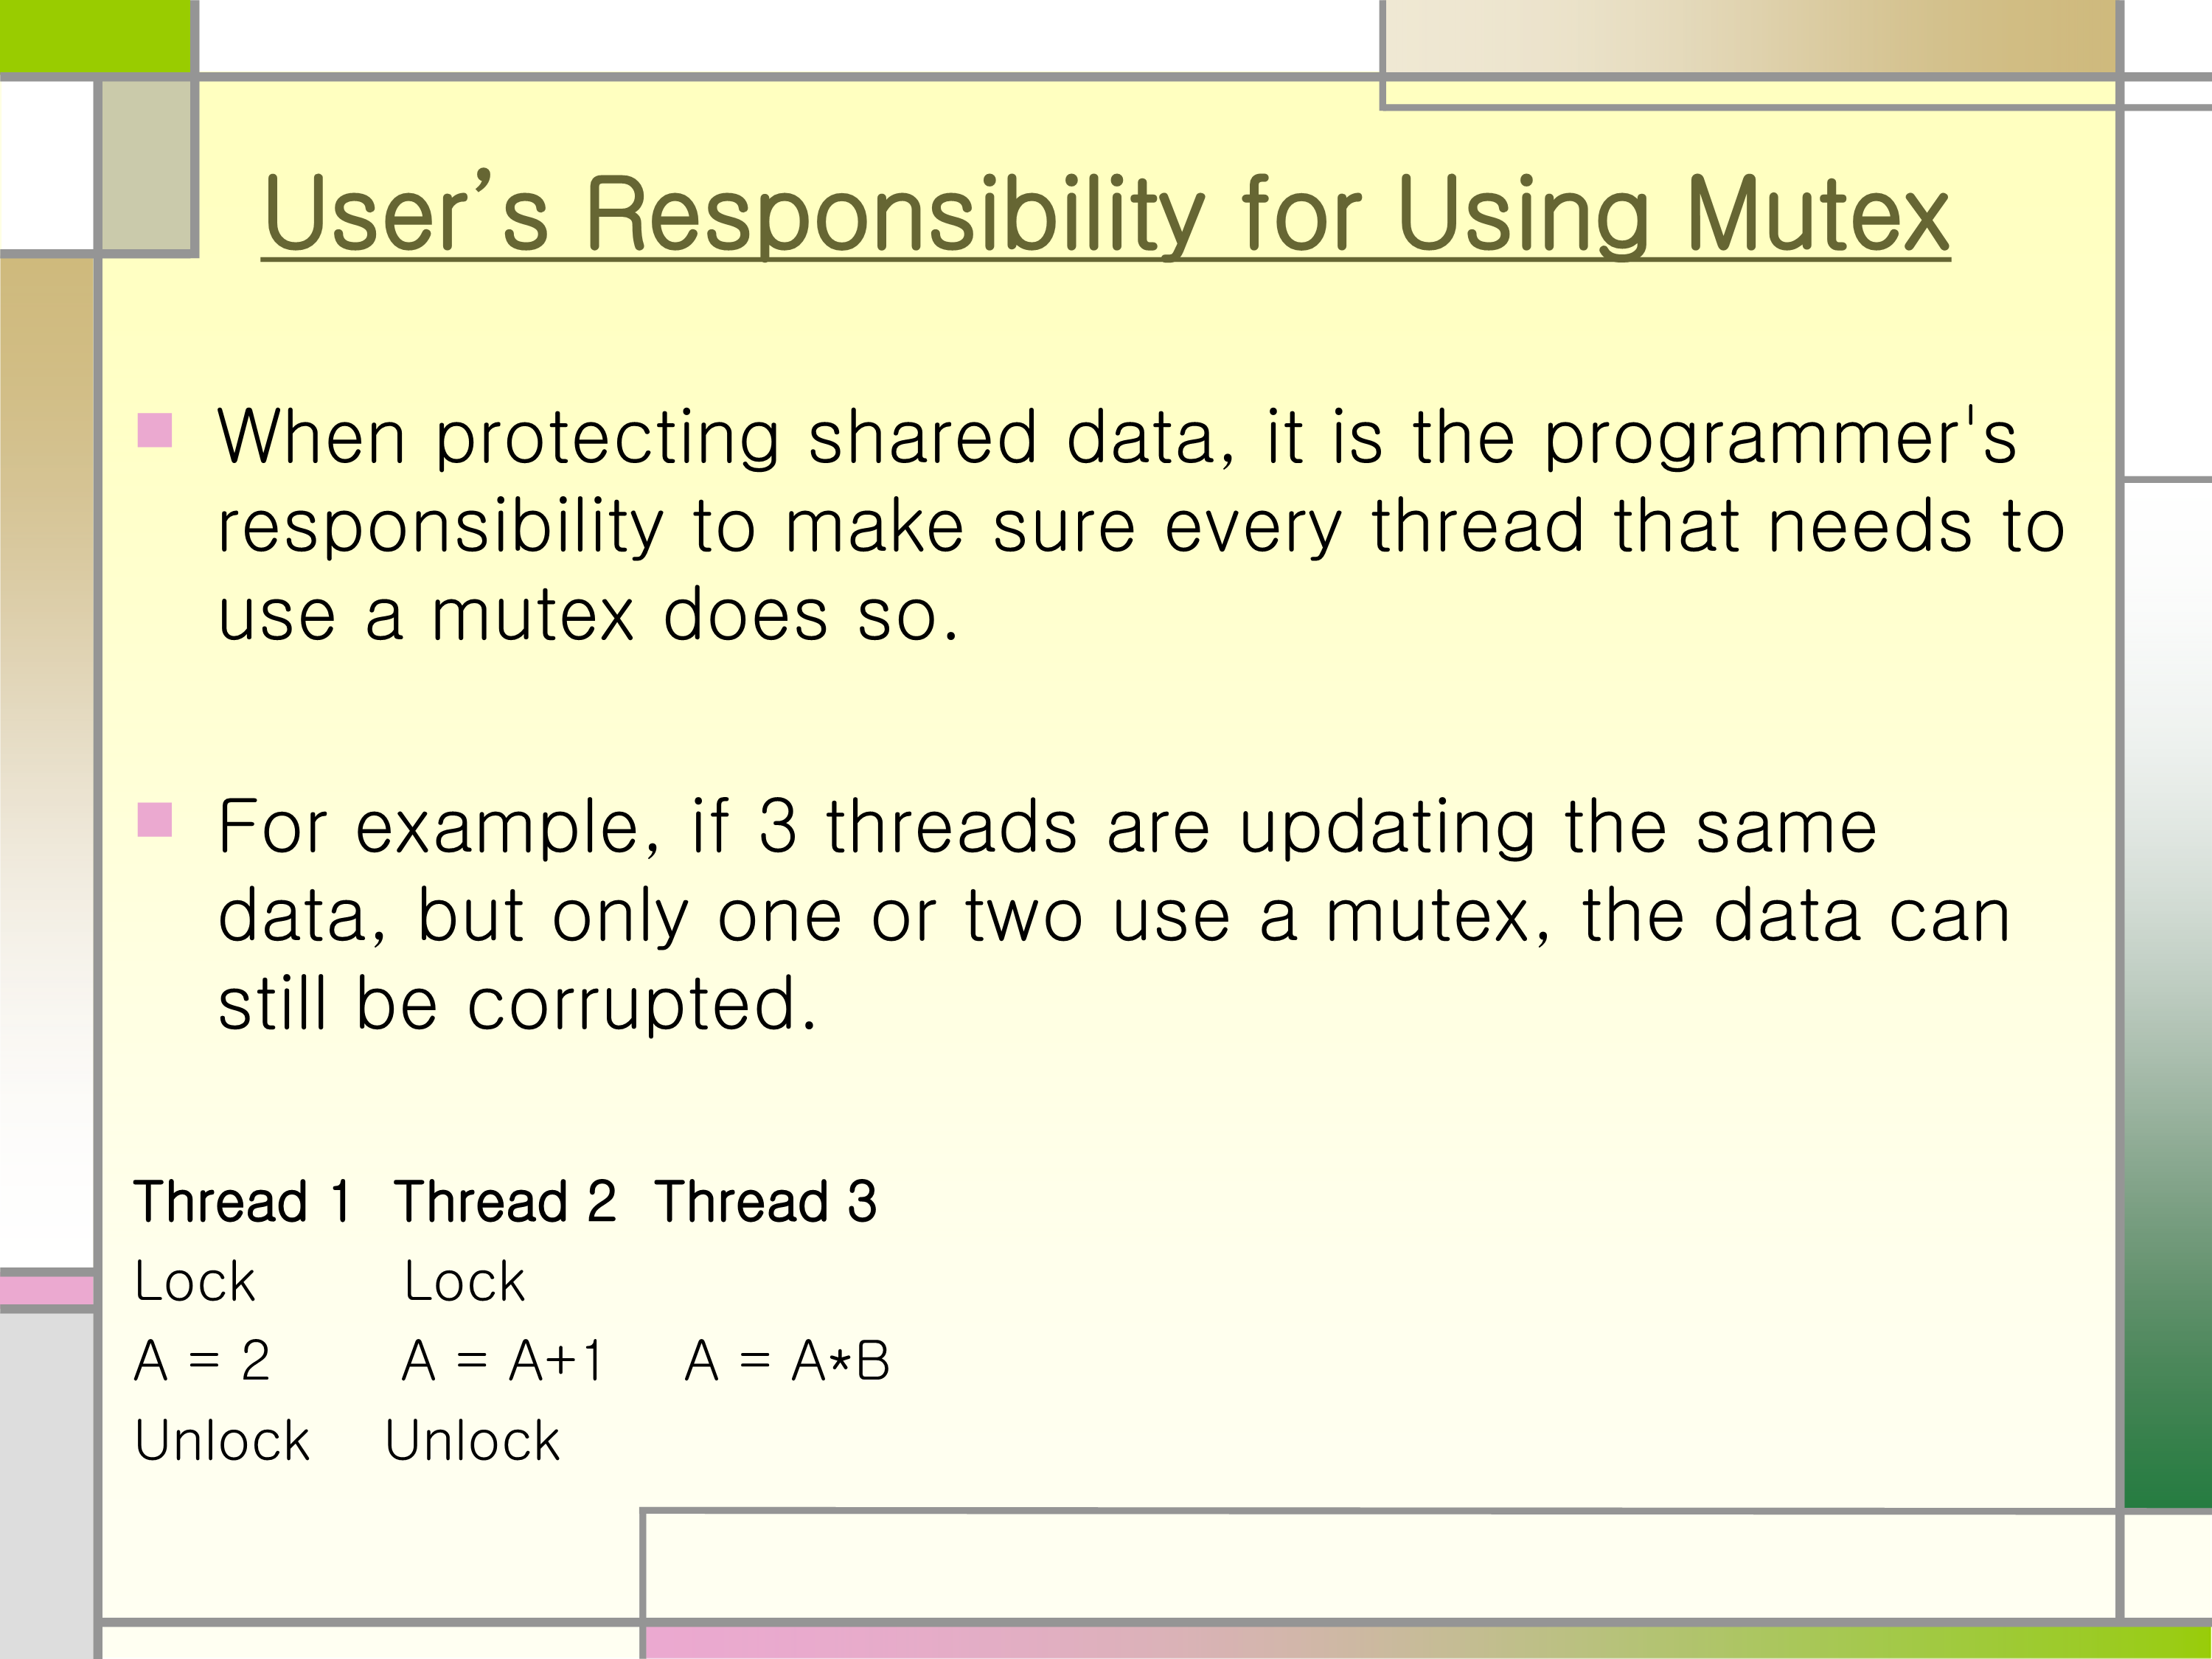 User’s Responsibility for Using Mutex
When protecting shared data, it is the programmer's
responsibility to make sure every thread that needs to
use a mutex does so.
For example, if 3 threads are updating the same
data, but only one or two use a mutex, the data can
still be corrupted.
Thread 1 Thread 2 Thread 3
Lock Lock
A = 2 A = A+1 A = A*B
Unlock Unlock